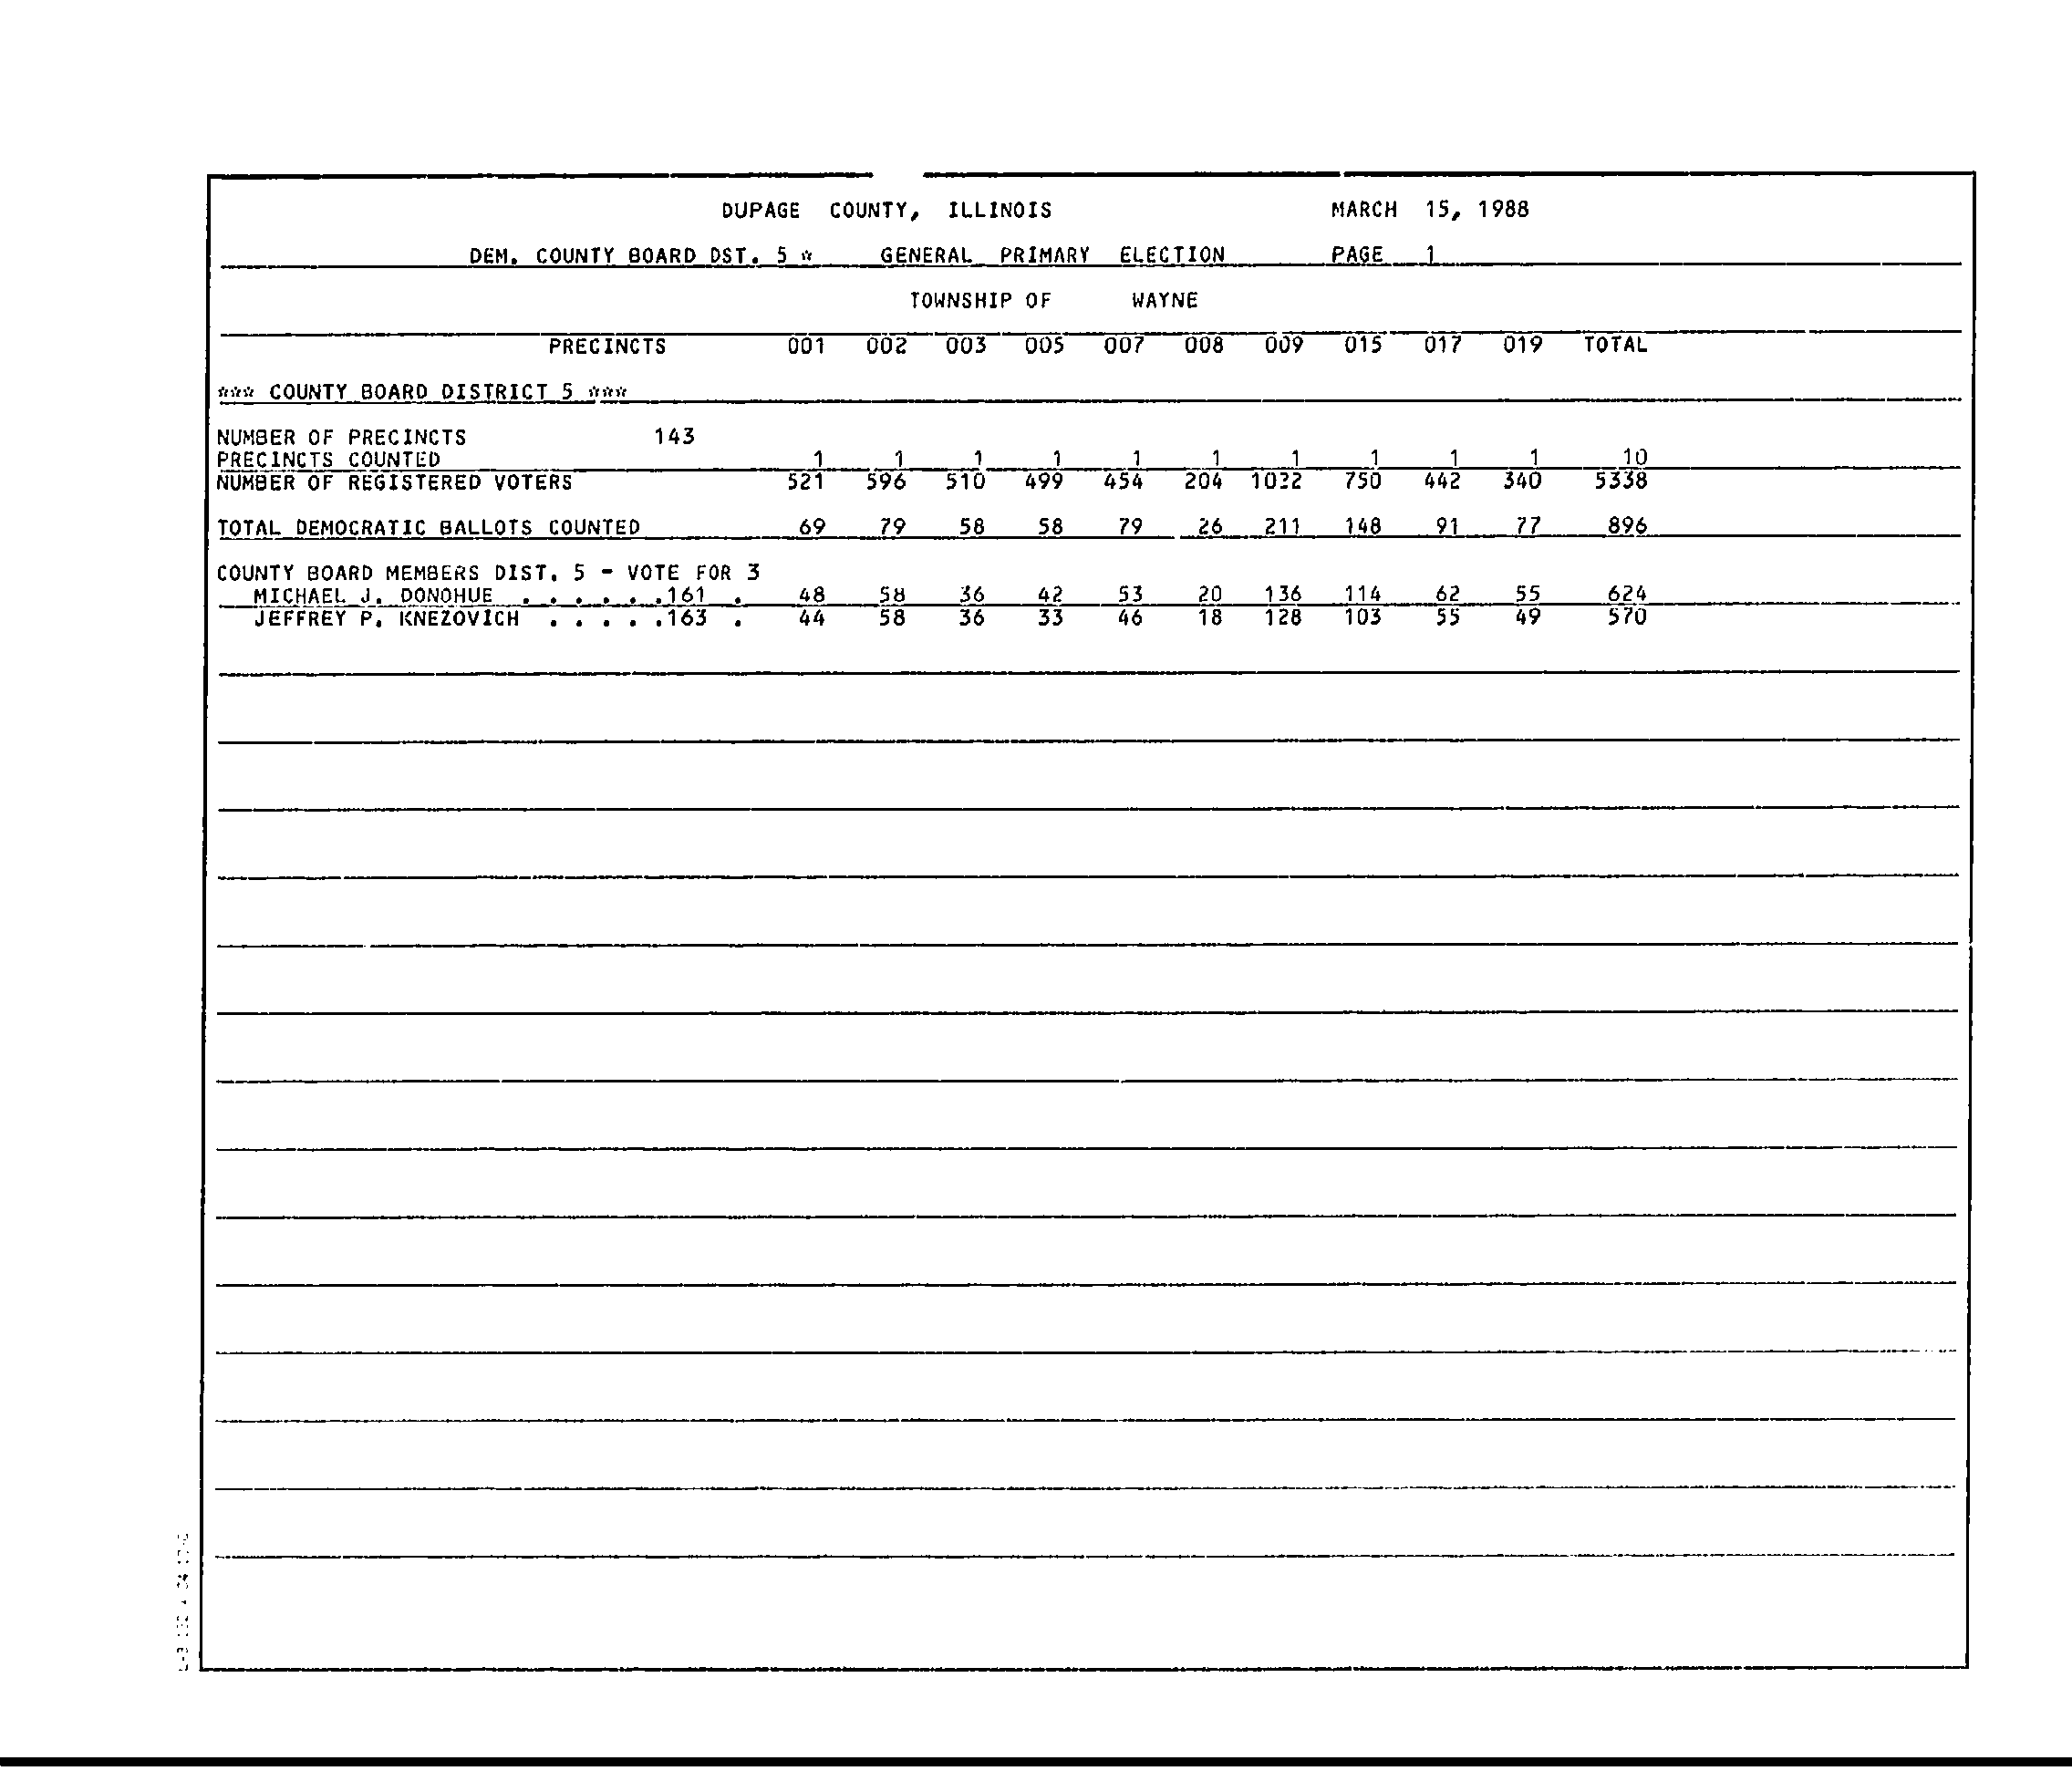 DUPAGE COUNTY, ILLINOIS MARCH 15, 1988
DEM. COUNTY BOARD DST. 5 * GENERAL PRIMARY ELECTION PAGE 1
TOWNSHIP OF WAYNE
PRECINCTS 001 002 003 005 007 008 009 015 017 019 TOTAL
*** COUNTY BOARD DISTRICT 5 ***
NUMBER OF PRECINCTS 143
PRECINCTS COUNTED 1 1 1 1 1 1 1 1 1 1 10
NUMBER OF REGISTERED VOTERS 521 596 510 499 454 204 1022 750 442 340 5338
TOTAL DEMOCRATIC BALLOTS COUNTED 69 79 58 58 79 26 211 148 91 77 896
COUNTY BOARD MEMBERS DIST. 5 - VOTE FOR 3
MICHAEL J. DONOHUE . . . . . .161 . 48 58 36 42 53 20 136 114 62 55 624
JEFFREY P. KNEZOVICH . . . . .163 . 44 58 36 33 46 18 128 103 55 49 570